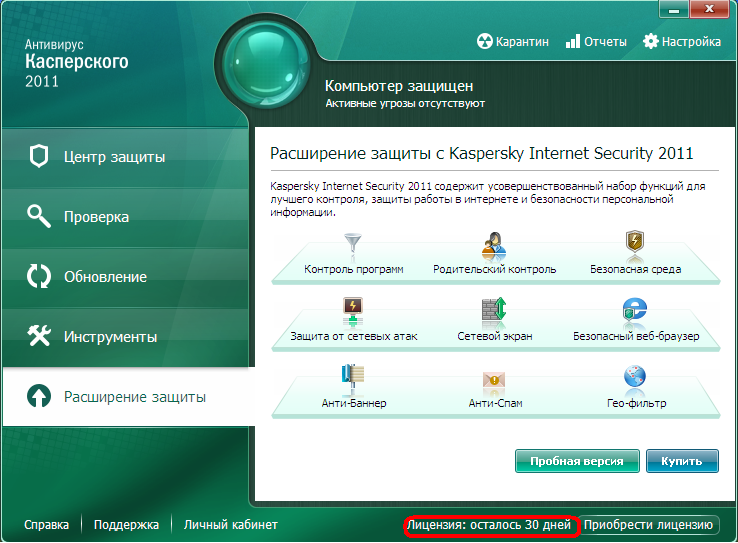 Антивирус
Касперского
2011
Карантин
Отчеты
Настройка
Компьютер защищен
Активные угрозы отсутствуют
Центр защиты
Проверка
Обновление
Инструменты
Расширение защиты
Расширение защиты с Kaspersky Internet Security 2011
Kaspersky Internet Security 2011 содержит усовершенствованный набор функций для
лучшего контроля, защиты работы в интернете и безопасности персональной
информации.
Контроль программ
Родительский контроль
Безопасная среда
Защита от сетевых атак
Сетевой экран
Безопасный веб-браузер
Анти-Баннер
Анти-Спам
Гео-фильтр
Пробная версия
Купить
Справка
Поддержка
Личный кабинет
Лицензия: осталось 30 дней
Приобрести лицензию